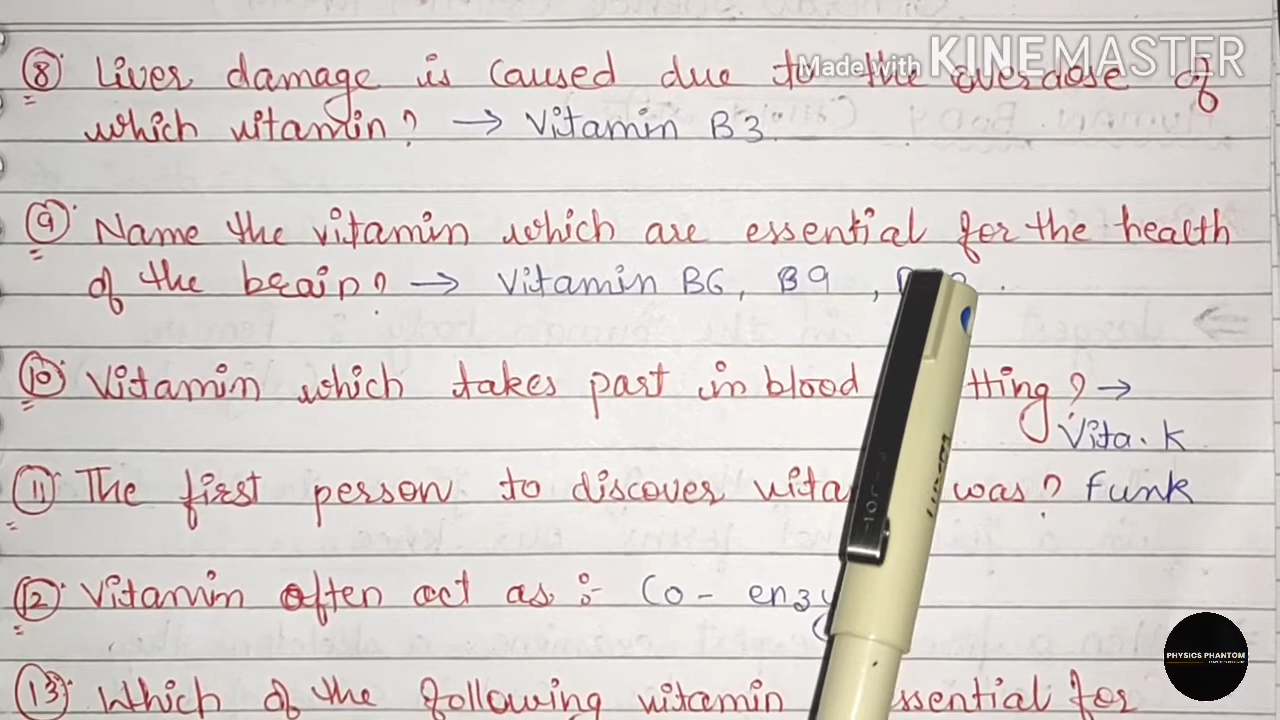 Made with KINEMASTER
(8) Liver damage is caused due to the overdose of
which vitamin? → Vitamin B3.
(9) Name the vitamin which are essential for the health
of the brain? → Vitamin B6, B9 ,
(10) Vitamin which takes part in blood tting? →
Vita. K
(11) The first person to discover vita was? Funk
(12) Vitamin often act as :- Co-enzy
(13) Which of the following vitamin ssential for
PHYSICS PHANTOM